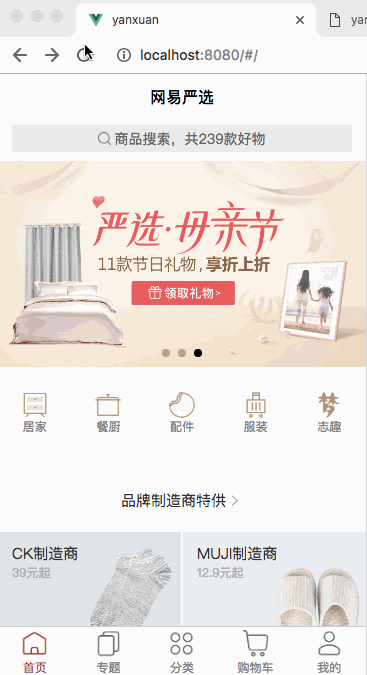 yanxuan
yan
localhost:8080/#/
网易严选
商品搜索，共239款好物
严选·母亲节
11款节日礼物，享折上折
领取礼物>
居家 餐厨 配件 服装 志趣
品牌制造商特供
CK制造商 MUJI制造商
39元起 12.9元起
首页 专题 分类 购物车 我的